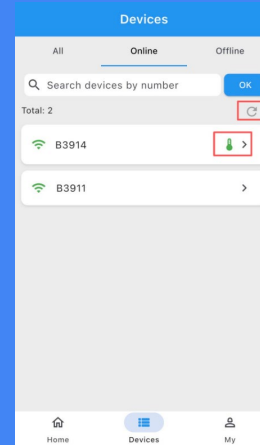 Devices
All Online Offline
Search devices by number OK
Total: 2
B3914
B3911
Home Devices My